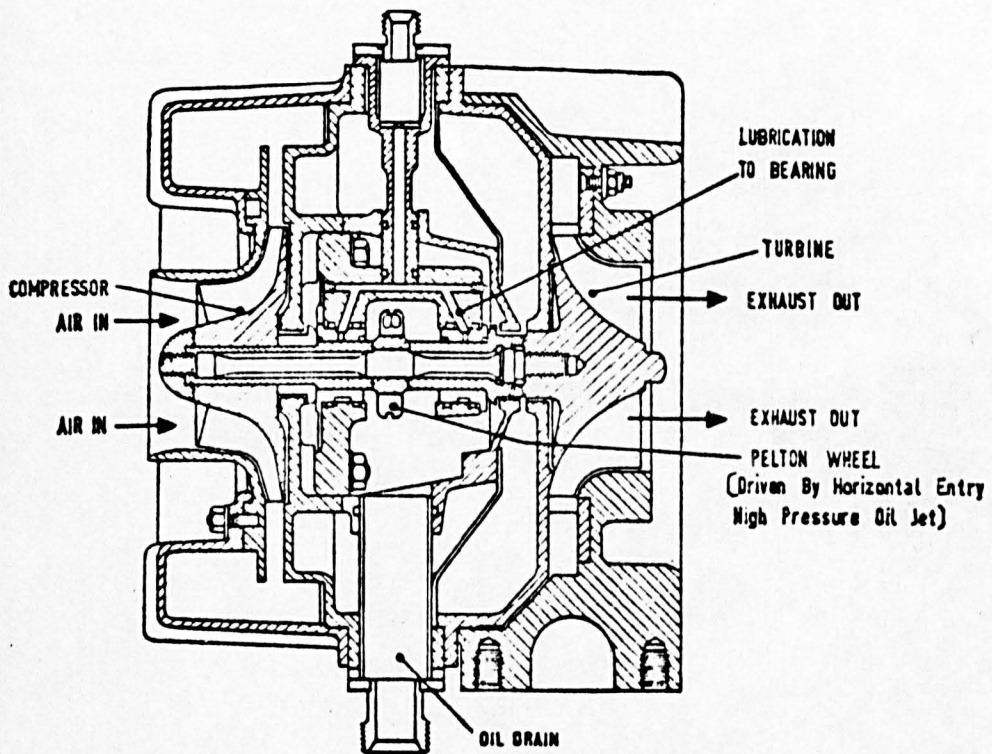 LUBRICATION
TO BEARING
TURBINE
COMPRESSOR
AIR IN
EXHAUST OUT
AIR IN
EXHAUST OUT
PELTON WHEEL
(Driven By Horizontal Entry
High Pressure Oil Jet)
OIL DRAIN